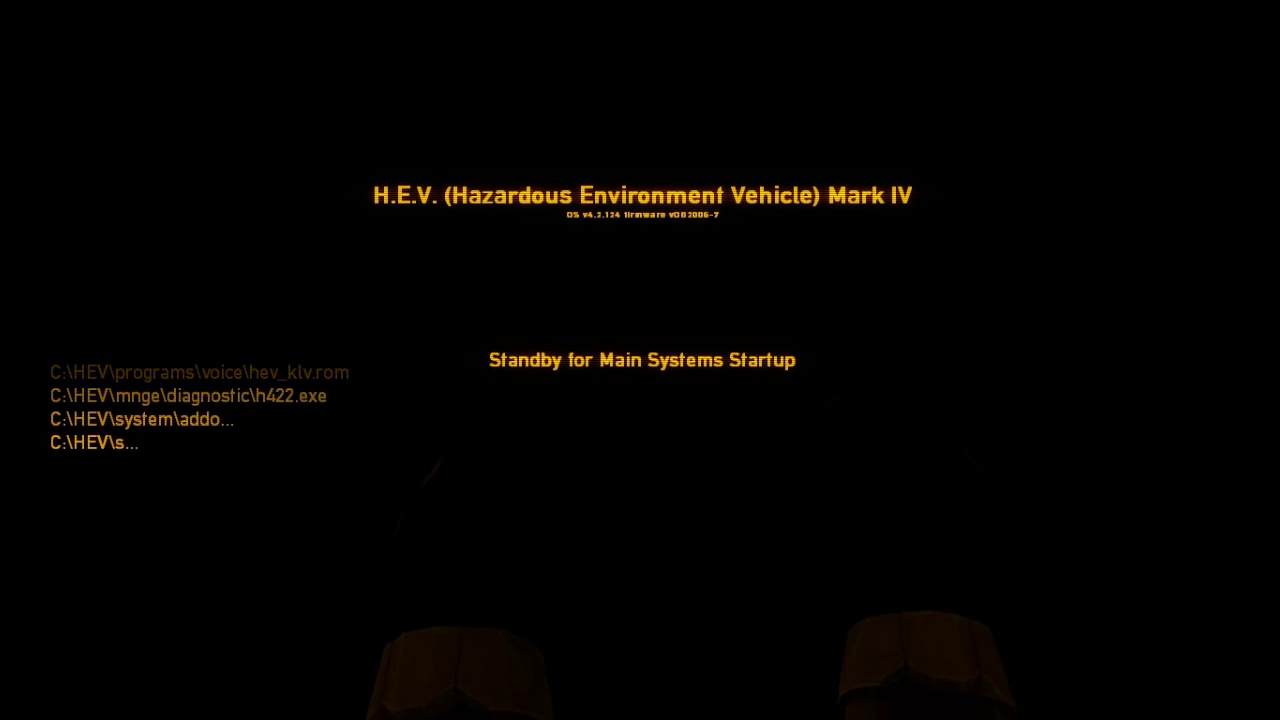 H.E.V. (Hazardous Environment Vehicle) Mark IV
OS v4.2.124 firmware vOB2006-7
Standby for Main Systems Startup
C:\HEV\programs\voice\hev_klv.rom
C:\HEV\mnge\diagnostic\h422.exe
C:\HEV\system\addo...
C:\HEV\s...